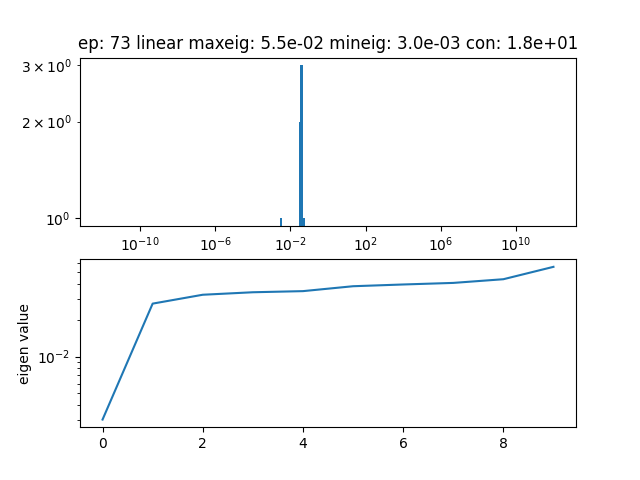 ep: 73 linear maxeig: 5.5e-02 mineig: 3.0e-03 con: 1.8e+01
3 × 10⁰
2 × 10⁰
10⁰
10⁻¹⁰ 10⁻⁶ 10⁻² 10² 10⁶ 10¹⁰
eigen value
10⁻²
0 2 4 6 8